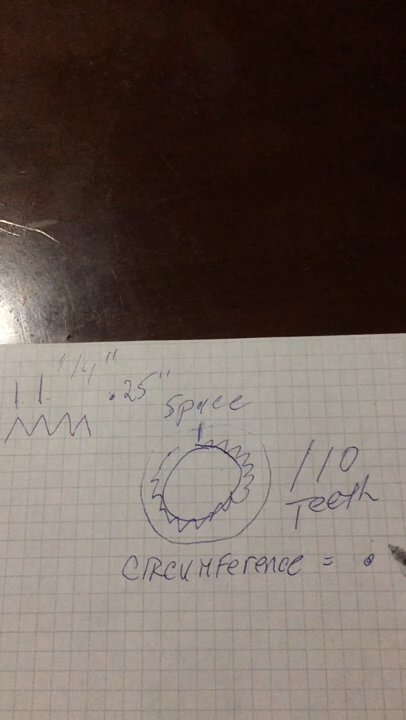 1/4"
.25"
Space
110
Teeth
CIRCUMFerence = .